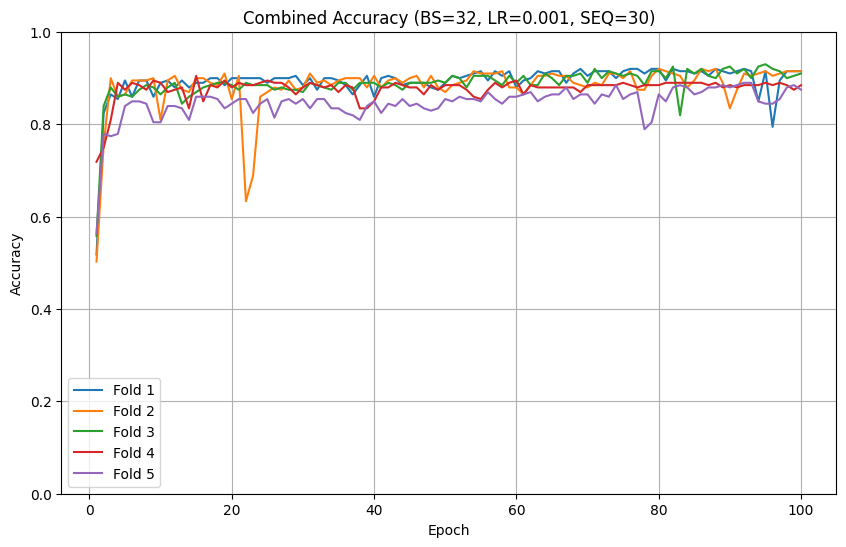 Combined Accuracy (BS=32, LR=0.001, SEQ=30)
1.0
0.8
0.6
0.4
0.2
0.0
Accuracy
Fold 1
Fold 2
Fold 3
Fold 4
Fold 5
0 20 40 60 80 100
Epoch